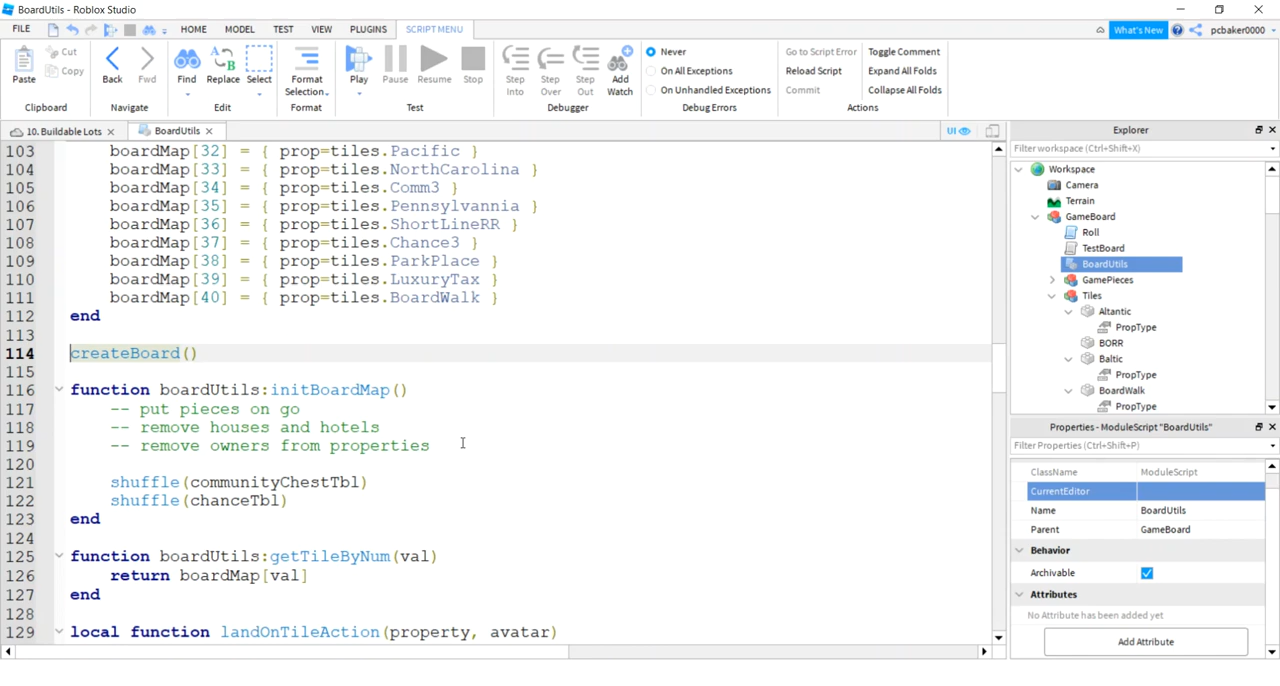 BoardUtils - Roblox Studio
FILE HOME MODEL TEST VIEW PLUGINS SCRIPT MENU What's New pcbaker0000
Paste Cut Copy Back Fwd Find Replace Select Format Selection Play Pause Resume Stop Step Into Step Over Step Out Add Watch Never On All Exceptions On Unhandled Exceptions Go to Script Error Reload Script Commit Toggle Comment Expand All Folds Collapse All Folds
Clipboard Navigate Edit Format Test Debugger Debug Errors Actions
10. Buildable Lots BoardUtils UI
103 boardMap[32] = { prop=tiles.Pacific }
104 boardMap[33] = { prop=tiles.NorthCarolina }
105 boardMap[34] = { prop=tiles.Comm3 }
106 boardMap[35] = { prop=tiles.Pennsylvannia }
107 boardMap[36] = { prop=tiles.ShortLineRR }
108 boardMap[37] = { prop=tiles.Chance3 }
109 boardMap[38] = { prop=tiles.ParkPlace }
110 boardMap[39] = { prop=tiles.LuxuryTax }
111 boardMap[40] = { prop=tiles.BoardWalk }
112 end
113
114 createBoard()
115
116 function boardUtils:initBoardMap()
117 -- put pieces on go
118 -- remove houses and hotels
119 -- remove owners from properties
120
121 shuffle(communityChestTbl)
122 shuffle(chanceTbl)
123 end
124
125 function boardUtils:getTileByNum(val)
126 return boardMap[val]
127 end
128
129 local function landOnTileAction(property, avatar)
Explorer
Filter workspace (Ctrl+Shift+X)
Workspace
Camera
Terrain
GameBoard
Roll
TestBoard
BoardUtils
GamePieces
Tiles
Altantic
PropType
BORR
Baltic
PropType
BoardWalk
PropType
Properties - ModuleScript "BoardUtils"
Filter Properties (Ctrl+Shift+P)
ClassName ModuleScript
CurrentEditor
Name BoardUtils
Parent GameBoard
Behavior
Archivable
Attributes
No Attribute has been added yet
Add Attribute